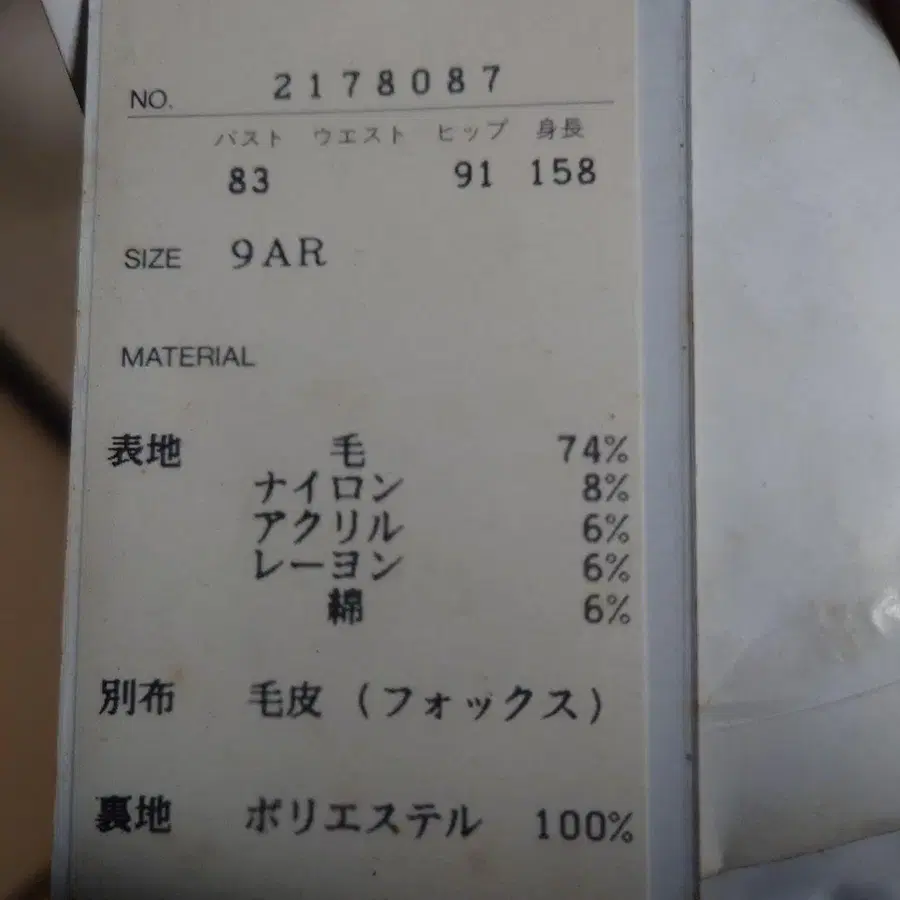 NO. 2178087
バスト ウエスト ヒップ 身長
83 91 158
SIZE 9AR
MATERIAL
表地 毛 74%
ナイロン 8%
アクリル 6%
レーヨン 6%
綿 6%
別布 毛皮 (フォックス)
裏地 ポリエステル 100%